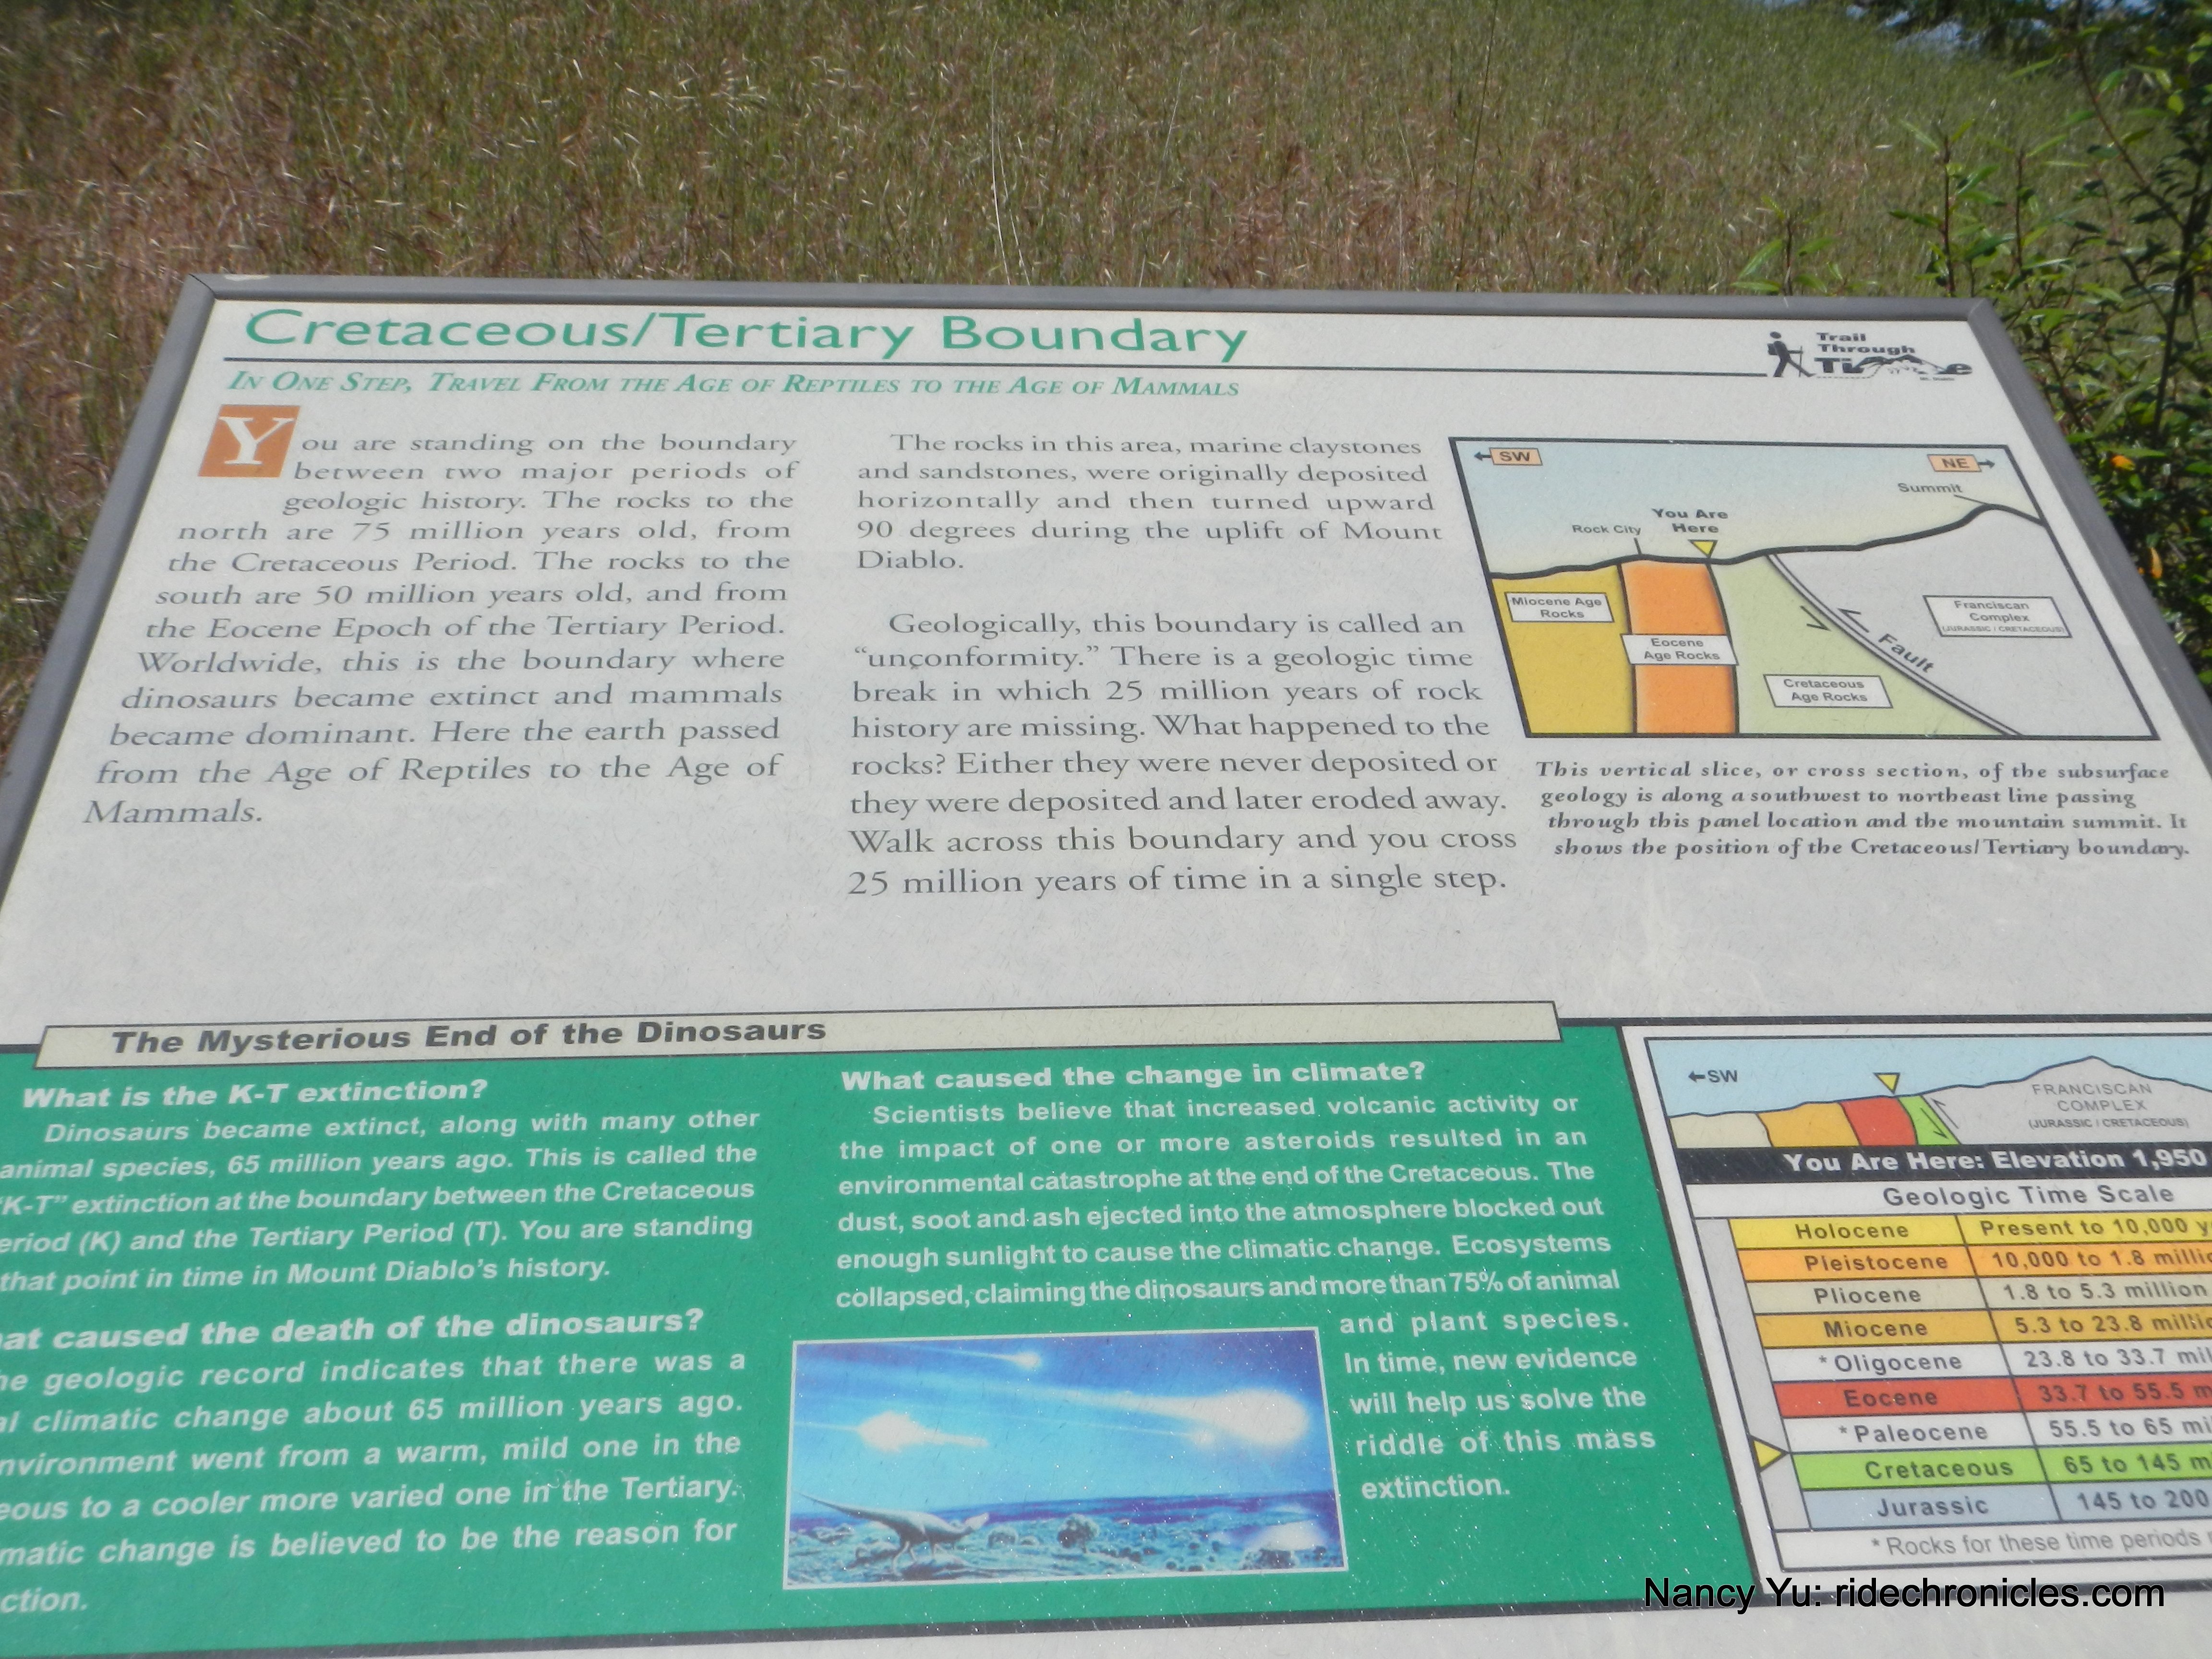 Cretaceous/Tertiary Boundary
Trail
Through
Time
IN ONE STEP, TRAVEL FROM THE AGE OF REPTILES TO THE AGE OF MAMMALS
You are standing on the boundary
between two major periods of
geologic history. The rocks to the
north are 75 million years old, from
the Cretaceous Period. The rocks to the
south are 50 million years old, and from
the Eocene Epoch of the Tertiary Period.
Worldwide, this is the boundary where
dinosaurs became extinct and mammals
became dominant. Here the earth passed
from the Age of Reptiles to the Age of
Mammals.
The rocks in this area, marine claystones
and sandstones, were originally deposited
horizontally and then turned upward
90 degrees during the uplift of Mount
Diablo.
Geologically, this boundary is called an
“unconformity.” There is a geologic time
break in which 25 million years of rock
history are missing. What happened to the
rocks? Either they were never deposited or
they were deposited and later eroded away.
Walk across this boundary and you cross
25 million years of time in a single step.
SW
NE
Summit
You Are
Here
Rock City
Miocene Age
Rocks
Eocene
Age Rocks
Cretaceous
Age Rocks
Fault
Franciscan
Complex
(JURASSIC / CRETACEOUS)
This vertical slice, or cross section, of the subsurface
geology is along a southwest to northeast line passing
through this panel location and the mountain summit. It
shows the position of the Cretaceous/Tertiary boundary.
The Mysterious End of the Dinosaurs
What is the K-T extinction?
Dinosaurs became extinct, along with many other
animal species, 65 million years ago. This is called the
“K-T” extinction at the boundary between the Cretaceous
eriod (K) and the Tertiary Period (T). You are standing
that point in time in Mount Diablo’s history.
at caused the death of the dinosaurs?
he geologic record indicates that there was a
al climatic change about 65 million years ago.
nvironment went from a warm, mild one in the
eous to a cooler more varied one in the Tertiary.
matic change is believed to be the reason for
ction.
What caused the change in climate?
Scientists believe that increased volcanic activity or
the impact of one or more asteroids resulted in an
environmental catastrophe at the end of the Cretaceous. The
dust, soot and ash ejected into the atmosphere blocked out
enough sunlight to cause the climatic change. Ecosystems
collapsed, claiming the dinosaurs and more than 75% of animal
and plant species.
In time, new evidence
will help us solve the
riddle of this mass
extinction.
SW
FRANCISCAN
COMPLEX
(JURASSIC / CRETACEOUS)
You Are Here: Elevation 1,950
Geologic Time Scale
Holocene Present to 10,000 y
Pleistocene 10,000 to 1.8 millio
Pliocene 1.8 to 5.3 million
Miocene 5.3 to 23.8 millio
*Oligocene 23.8 to 33.7 mil
Eocene 33.7 to 55.5 m
*Paleocene 55.5 to 65 mi
Cretaceous 65 to 145 m
Jurassic 145 to 200
*Rocks for these time periods
Nancy Yu: ridechronicles.com